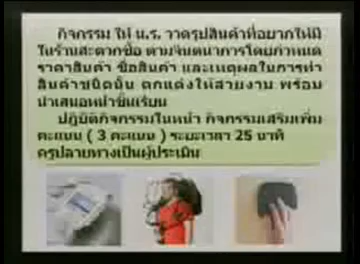 กิจกรรม ให้ น.ร. วาดรูปสินค้าที่อยากให้มี
ในร้านสะดวกซื้อ ตามจินตนาการโดยกำหนด
ราคาสินค้า ชื่อสินค้า และเหตุผลในการทำ
สินค้าชนิดนั้น ตกแต่งให้สวยงาม พร้อม
นำเสนอหน้าชั้นเรียน
ปฏิบัติกิจกรรมในหน้า กิจกรรมเสริมเพิ่ม
คะแนน ( 3 คะแนน ) ระยะเวลา 25 นาที
ครูปลายทางเป็นผู้ประเมิน